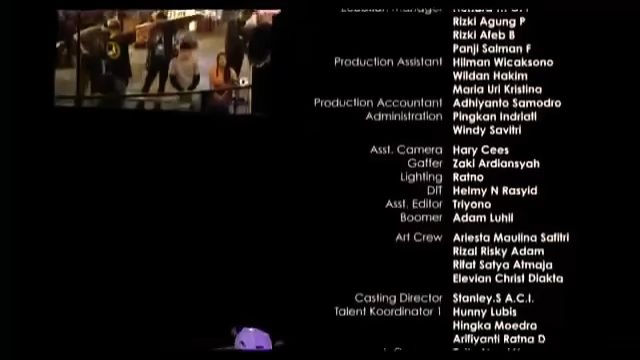 Rizki Agung P
Rizki Afeb B
Panji Salman F
Production Assistant Hilman Wicaksono
Wildan Hakim
Maria Uri Kristina
Production Accountant Adhiyanto Samodro
Administration Pingkan Indriati
Windy Savitri
Asst. Camera Hary Cees
Gaffer Zaki Ardiansyah
Lighting Ratno
DIT Helmy N Rasyid
Asst. Editor Triyono
Boomer Adam Luhii
Art Crew Ariesta Maulina Safitri
Rizal Risky Adam
Rifat Satya Atmaja
Elevian Christ Diakta
Casting Director Stanley.S A.C.I.
Talent Koordinator 1 Hunny Lubis
Hingka Moedra
Arifiyanti Ratna D